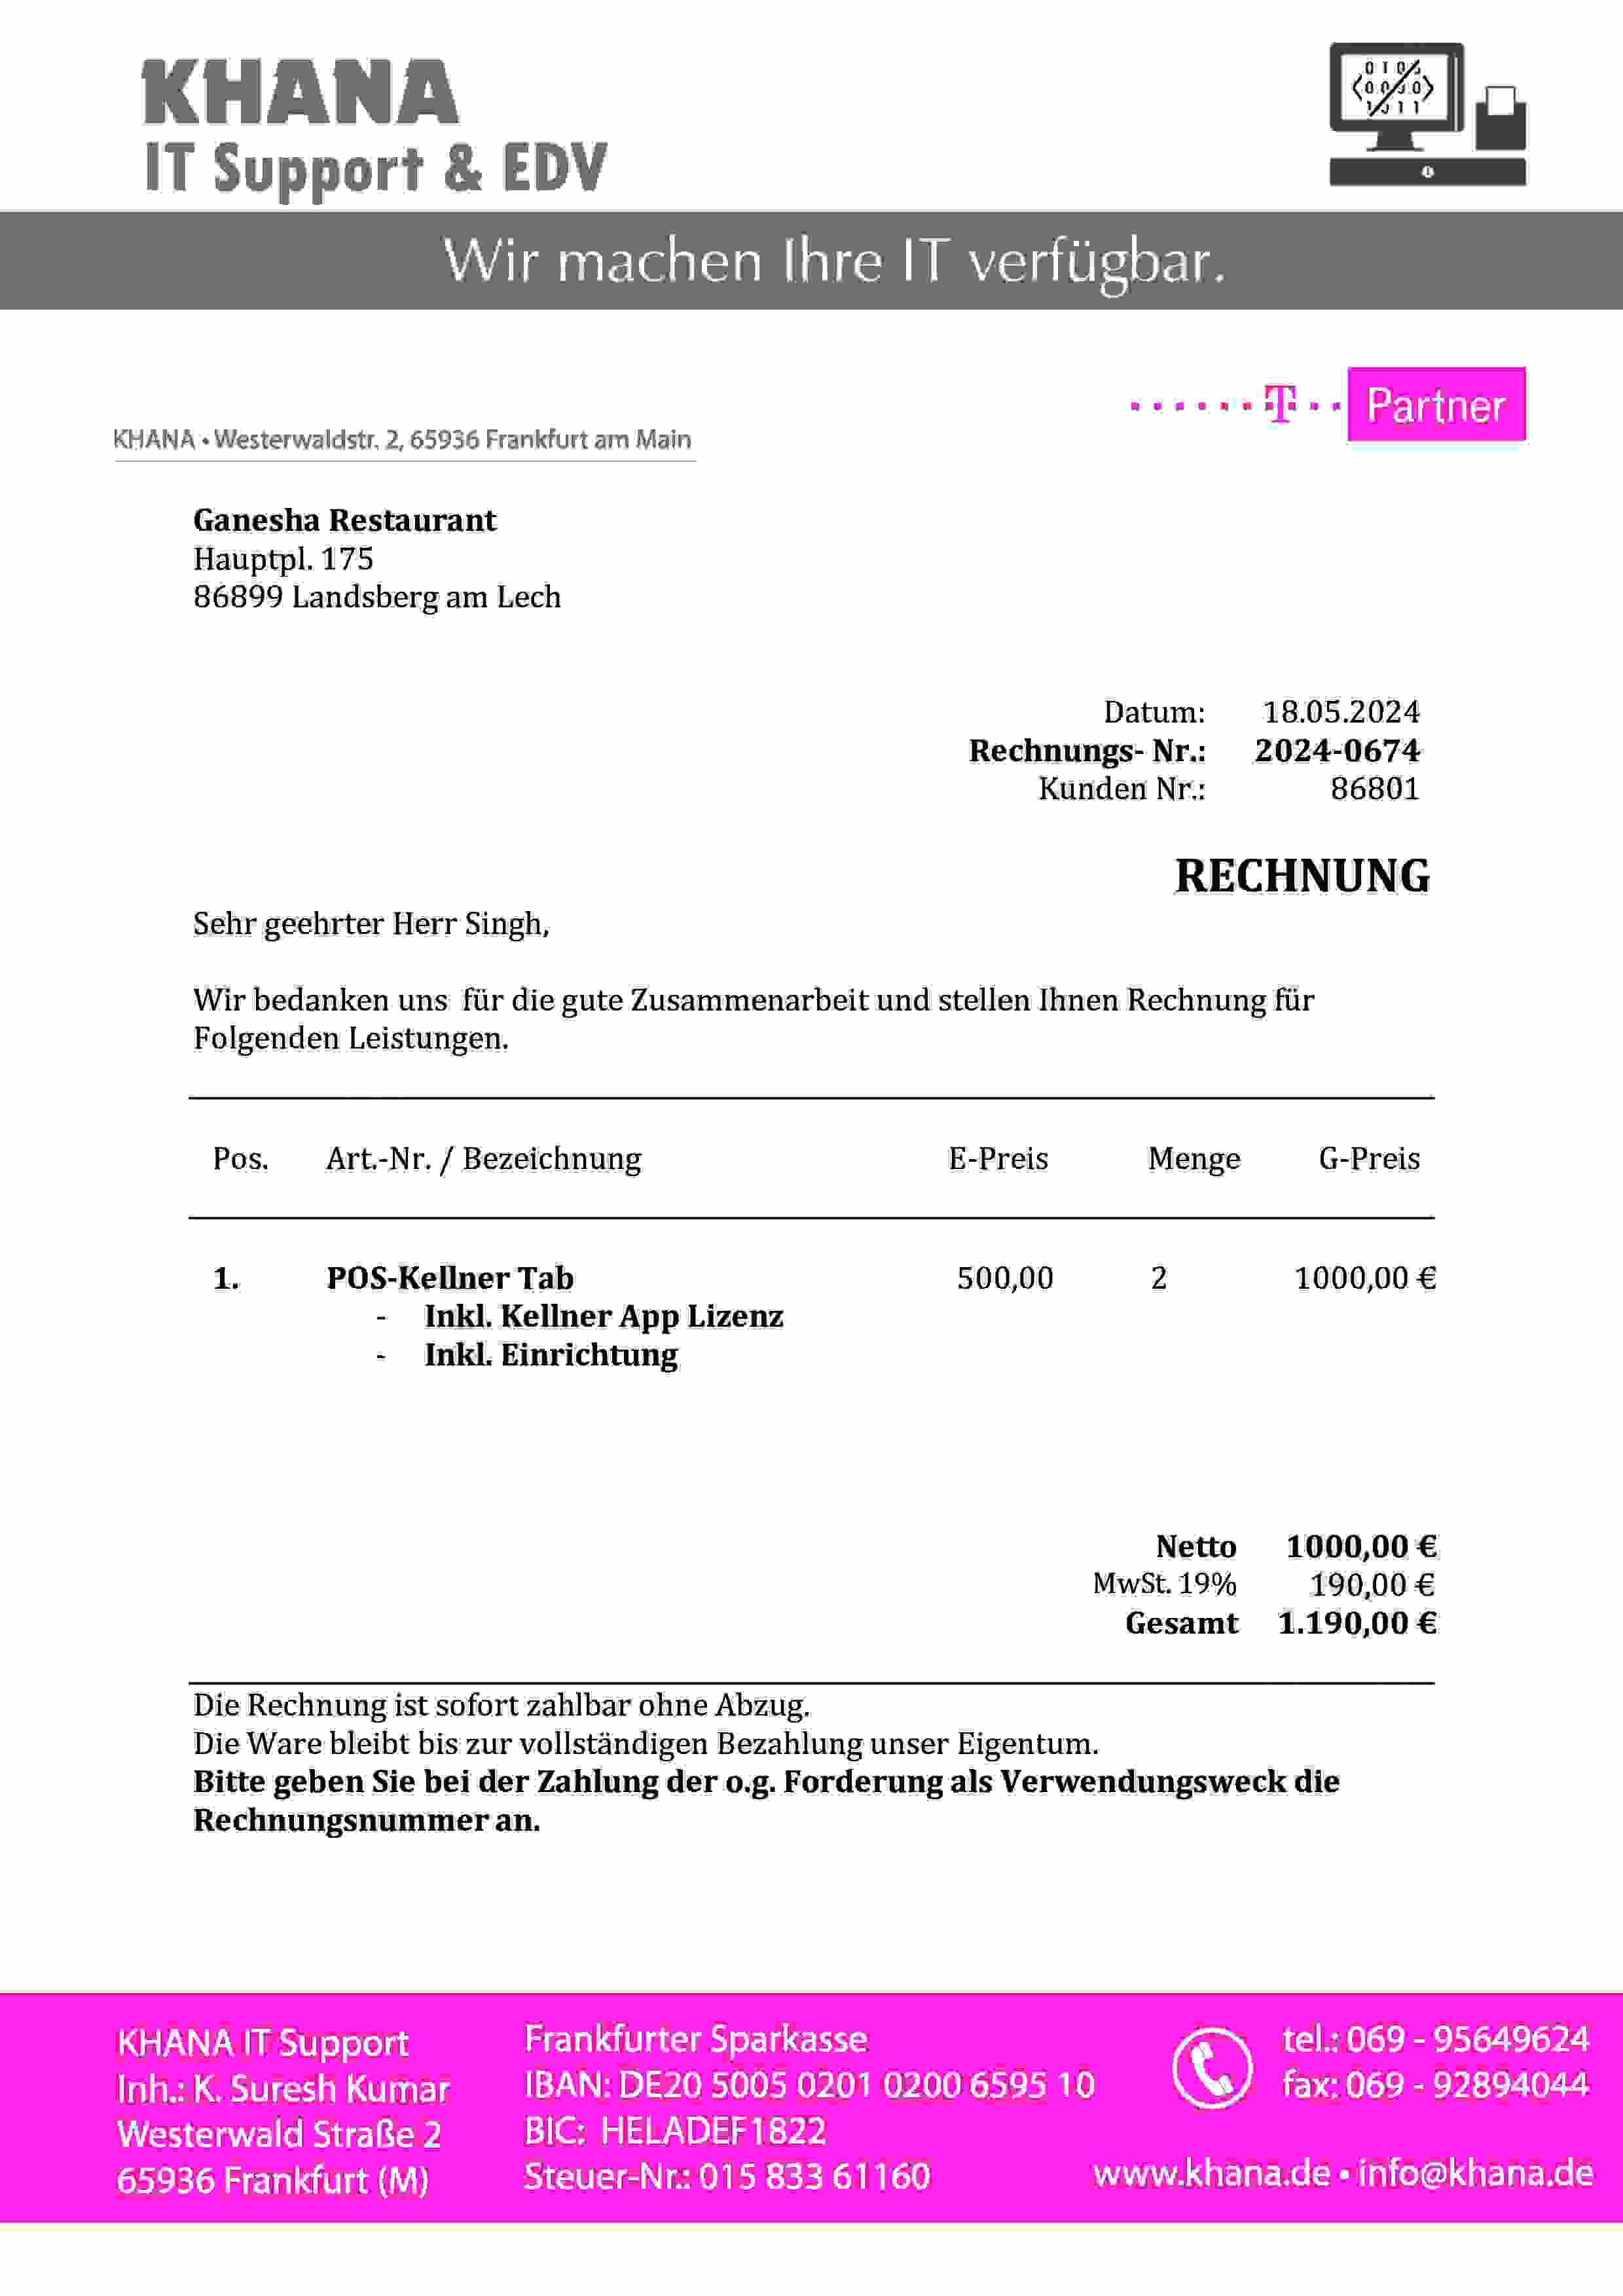 KHANA
IT Support & EDV
Wir machen Ihre IT verfügbar.
T Partner
KHANA • Westerwaldstr. 2, 65936 Frankfurt am Main
Ganesha Restaurant
Hauptpl. 175
86899 Landsberg am Lech
Datum: 18.05.2024
Rechnungs- Nr.: 2024-0674
Kunden Nr.: 86801
RECHNUNG
Sehr geehrter Herr Singh,
Wir bedanken uns für die gute Zusammenarbeit und stellen Ihnen Rechnung für
Folgenden Leistungen.
Pos. Art.-Nr. / Bezeichnung E-Preis Menge G-Preis
1. POS-Kellner Tab 500,00 2 1000,00 €
- Inkl. Kellner App Lizenz
- Inkl. Einrichtung
Netto 1000,00 €
MwSt. 19% 190,00 €
Gesamt 1.190,00 €
Die Rechnung ist sofort zahlbar ohne Abzug.
Die Ware bleibt bis zur vollständigen Bezahlung unser Eigentum.
Bitte geben Sie bei der Zahlung der o.g. Forderung als Verwendungsweck die
Rechnungsnummer an.
KHANA IT Support
Inh.: K. Suresh Kumar
Westerwald Straße 2
65936 Frankfurt (M)
Frankfurter Sparkasse
IBAN: DE20 5005 0201 0200 6595 10
BIC: HELADEF1822
Steuer-Nr.: 015 833 61160
tel.: 069 - 95649624
fax: 069 - 92894044
www.khana.de • info@khana.de